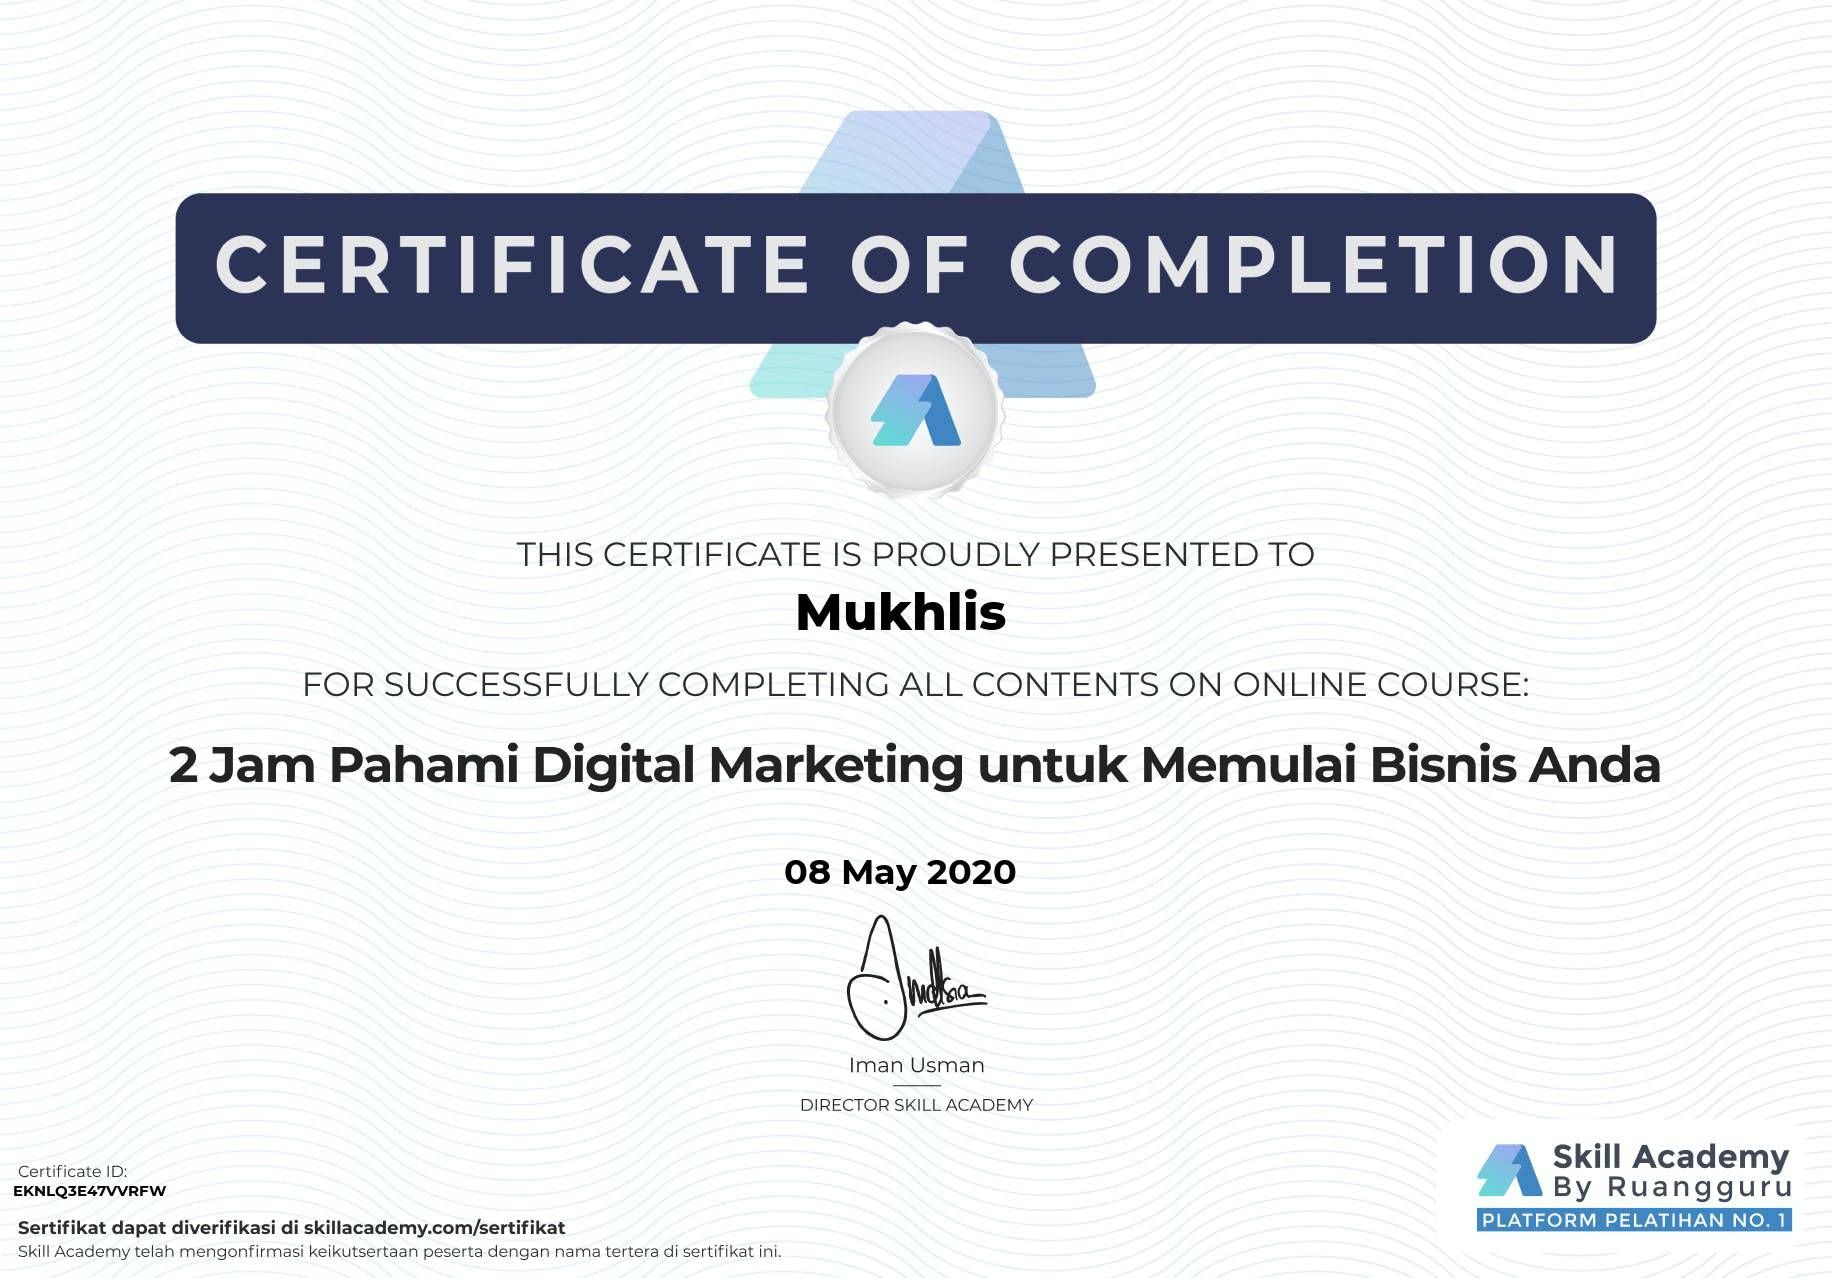 CERTIFICATE OF COMPLETION
THIS CERTIFICATE IS PROUDLY PRESENTED TO
Mukhlis
FOR SUCCESSFULLY COMPLETING ALL CONTENTS ON ONLINE COURSE:
2 Jam Pahami Digital Marketing untuk Memulai Bisnis Anda
08 May 2020
Iman Usman
DIRECTOR SKILL ACADEMY
Certificate ID:
EKNLQ3E47VVRFW
Sertifikat dapat diverifikasi di skillacademy.com/sertifikat
Skill Academy telah mengonfirmasi keikutsertaan peserta dengan nama tertera di sertifikat ini.
Skill Academy
By Ruangguru
PLATFORM PELATIHAN NO. 1